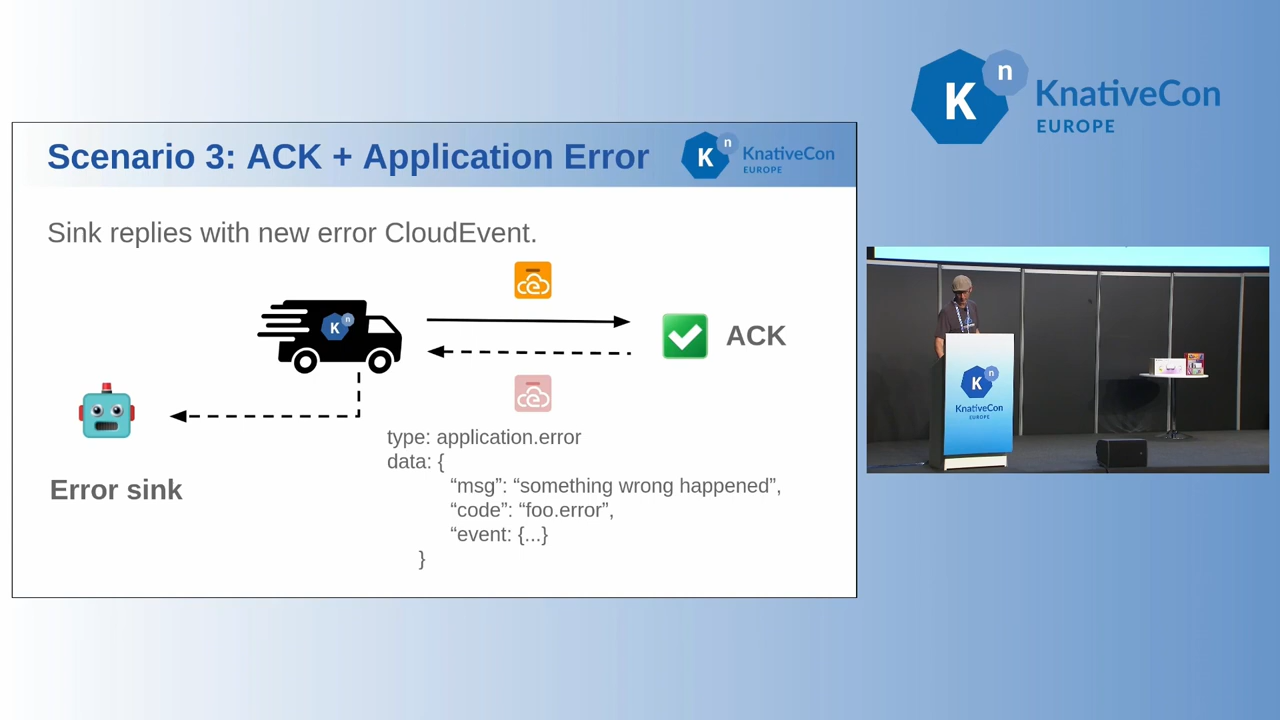 K
n
KnativeCon
EUROPE
Scenario 3: ACK + Application Error
K
n
KnativeCon
EUROPE
Sink replies with new error CloudEvent.
K
n
ACK
type: application.error
data: {
“msg”: “something wrong happened”,
“code”: “foo.error”,
“event: {...}
}
Error sink
K
n
KnativeCon
EUROPE